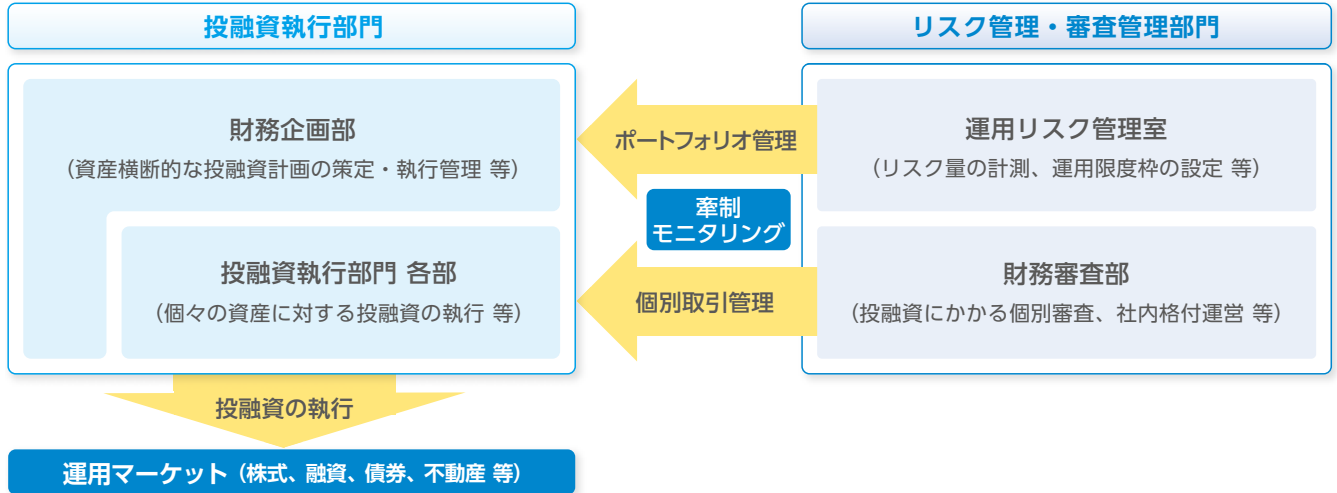 投融資執行部門
リスク管理・審査管理部門
財務企画部
（資産横断的な投融資計画の策定・執行管理 等）
投融資執行部門 各部
（個々の資産に対する投融資の執行 等）
ポートフォリオ管理
牽制
モニタリング
個別取引管理
運用リスク管理室
（リスク量の計測、運用限度枠の設定 等）
財務審査部
（投融資にかかる個別審査、社内格付運営 等）
投融資の執行
運用マーケット（株式、融資、債券、不動産 等）